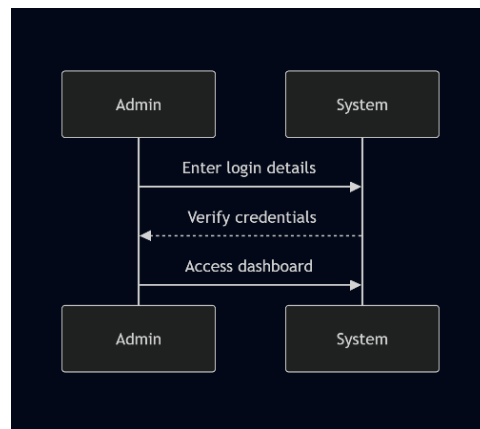 Admin
System
Enter login details
Verify credentials
Access dashboard
Admin
System